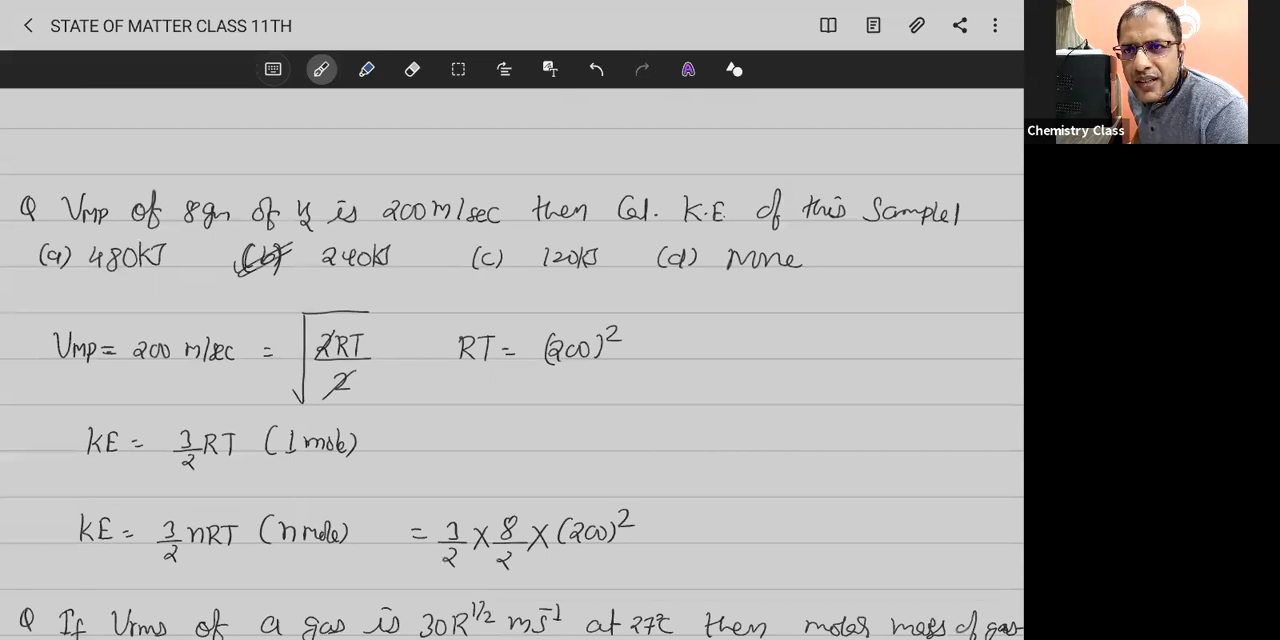 STATE OF MATTER CLASS 11TH
Chemistry Class
Q VMP of 8gm of H2 is 200 m/sec then Cal. K.E. of this Sample
(a) 480kJ (b) 240kJ (c) 120kJ (d) None
VMP = 200 m/sec = √(2RT/2) RT = (200)²
KE = 3/2 RT (1 mole)
KE = 3/2 nRT (n mole) = 3/2 X 8/2 X (200)²
Q If Vrms of a gas is 30R^1/2 ms⁻¹ at 27°C then molar mass of gas